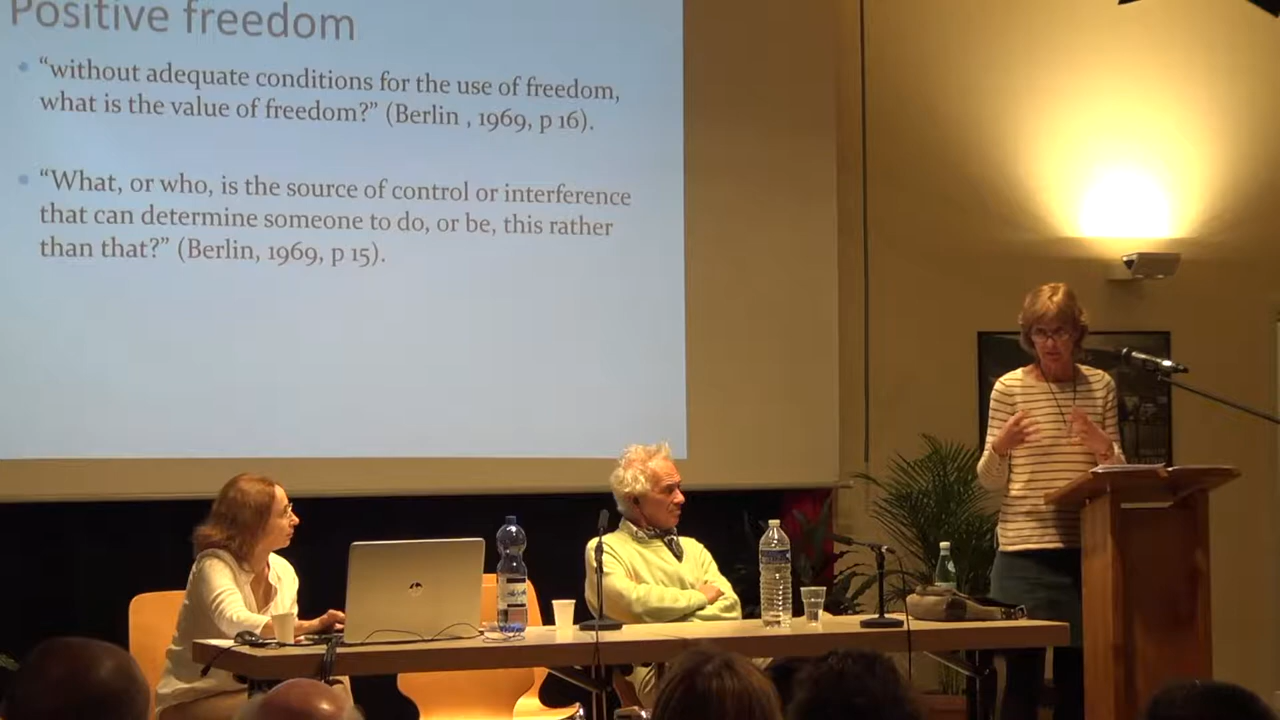 Positive freedom
“without adequate conditions for the use of freedom,
what is the value of freedom?” (Berlin , 1969, p 16).
“What, or who, is the source of control or interference
that can determine someone to do, or be, this rather
than that?” (Berlin, 1969, p 15).
hp